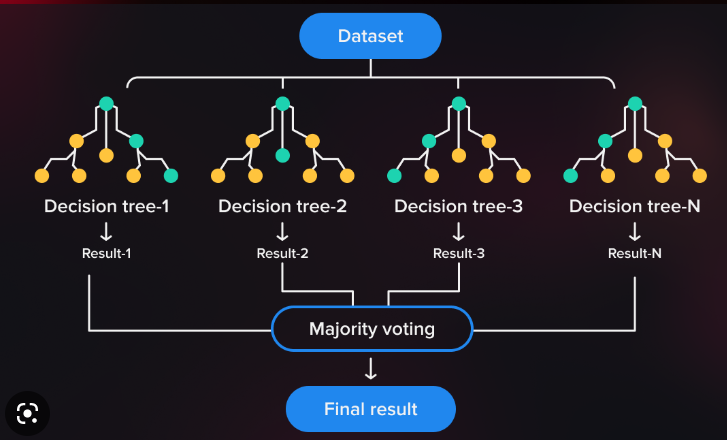 Dataset
Decision tree-1
Decision tree-2
Decision tree-3
Decision tree-N
Result-1
Result-2
Result-3
Result-N
Majority voting
Final result